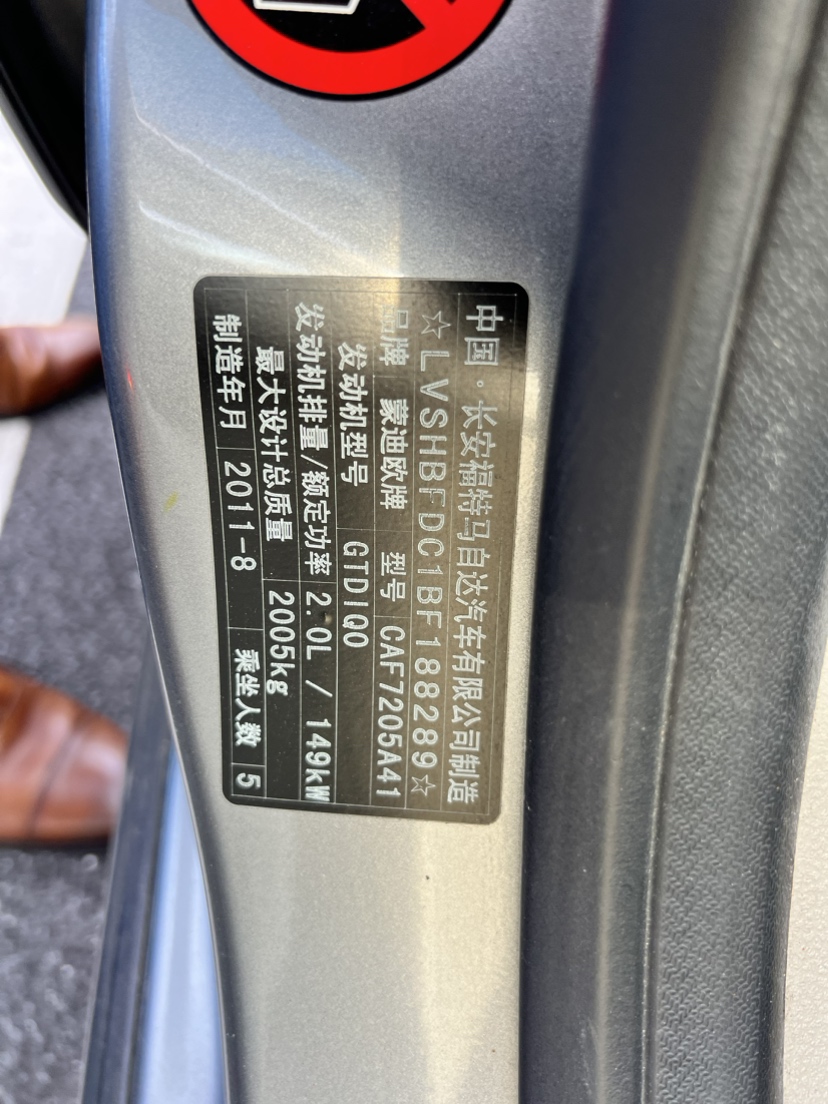 中国·长安福特马自达汽车有限公司制造
☆LVSHBFDC1BF188289☆
品牌 蒙迪欧牌 型号 CAF7205A41
发动机型号 GTDIQ0
发动机排量/额定功率 2.0L / 149kW
最大设计总质量 2005kg
制造年月 2011-8 乘坐人数 5